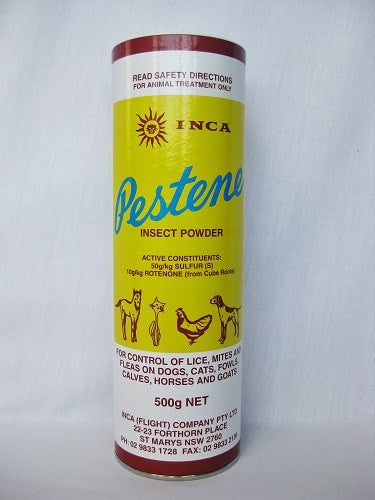 READ SAFETY DIRECTIONS
FOR ANIMAL TREATMENT ONLY
INCA
Pestene
INSECT POWDER
ACTIVE CONSTITUENTS:
50g/kg SULFUR (S)
10g/kg ROTENONE (from Cube Roots)
FOR CONTROL OF LICE, MITES AND
FLEAS ON DOGS, CATS, FOWLS
CALVES, HORSES AND GOATS
500g NET
INCA (FLIGHT) COMPANY PTY LTD
22-23 FORTHORN PLACE
ST MARYS NSW 2760
PH: 02 9833 1728 FAX: 02 9833